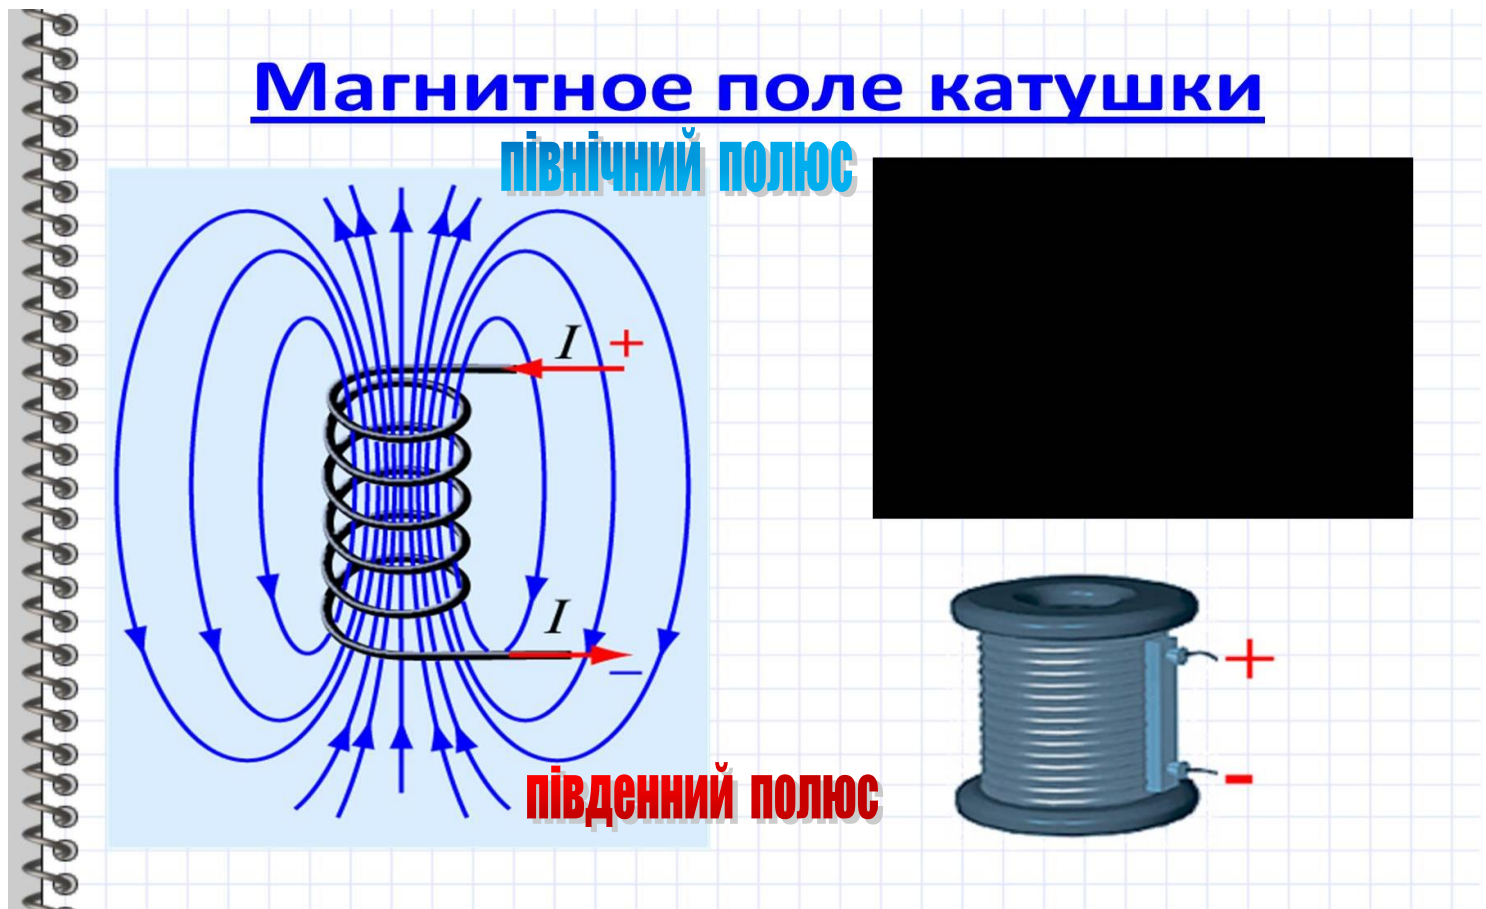 Магнитное поле катушки
північний полюс
I +
I
−
південний полюс
+
-